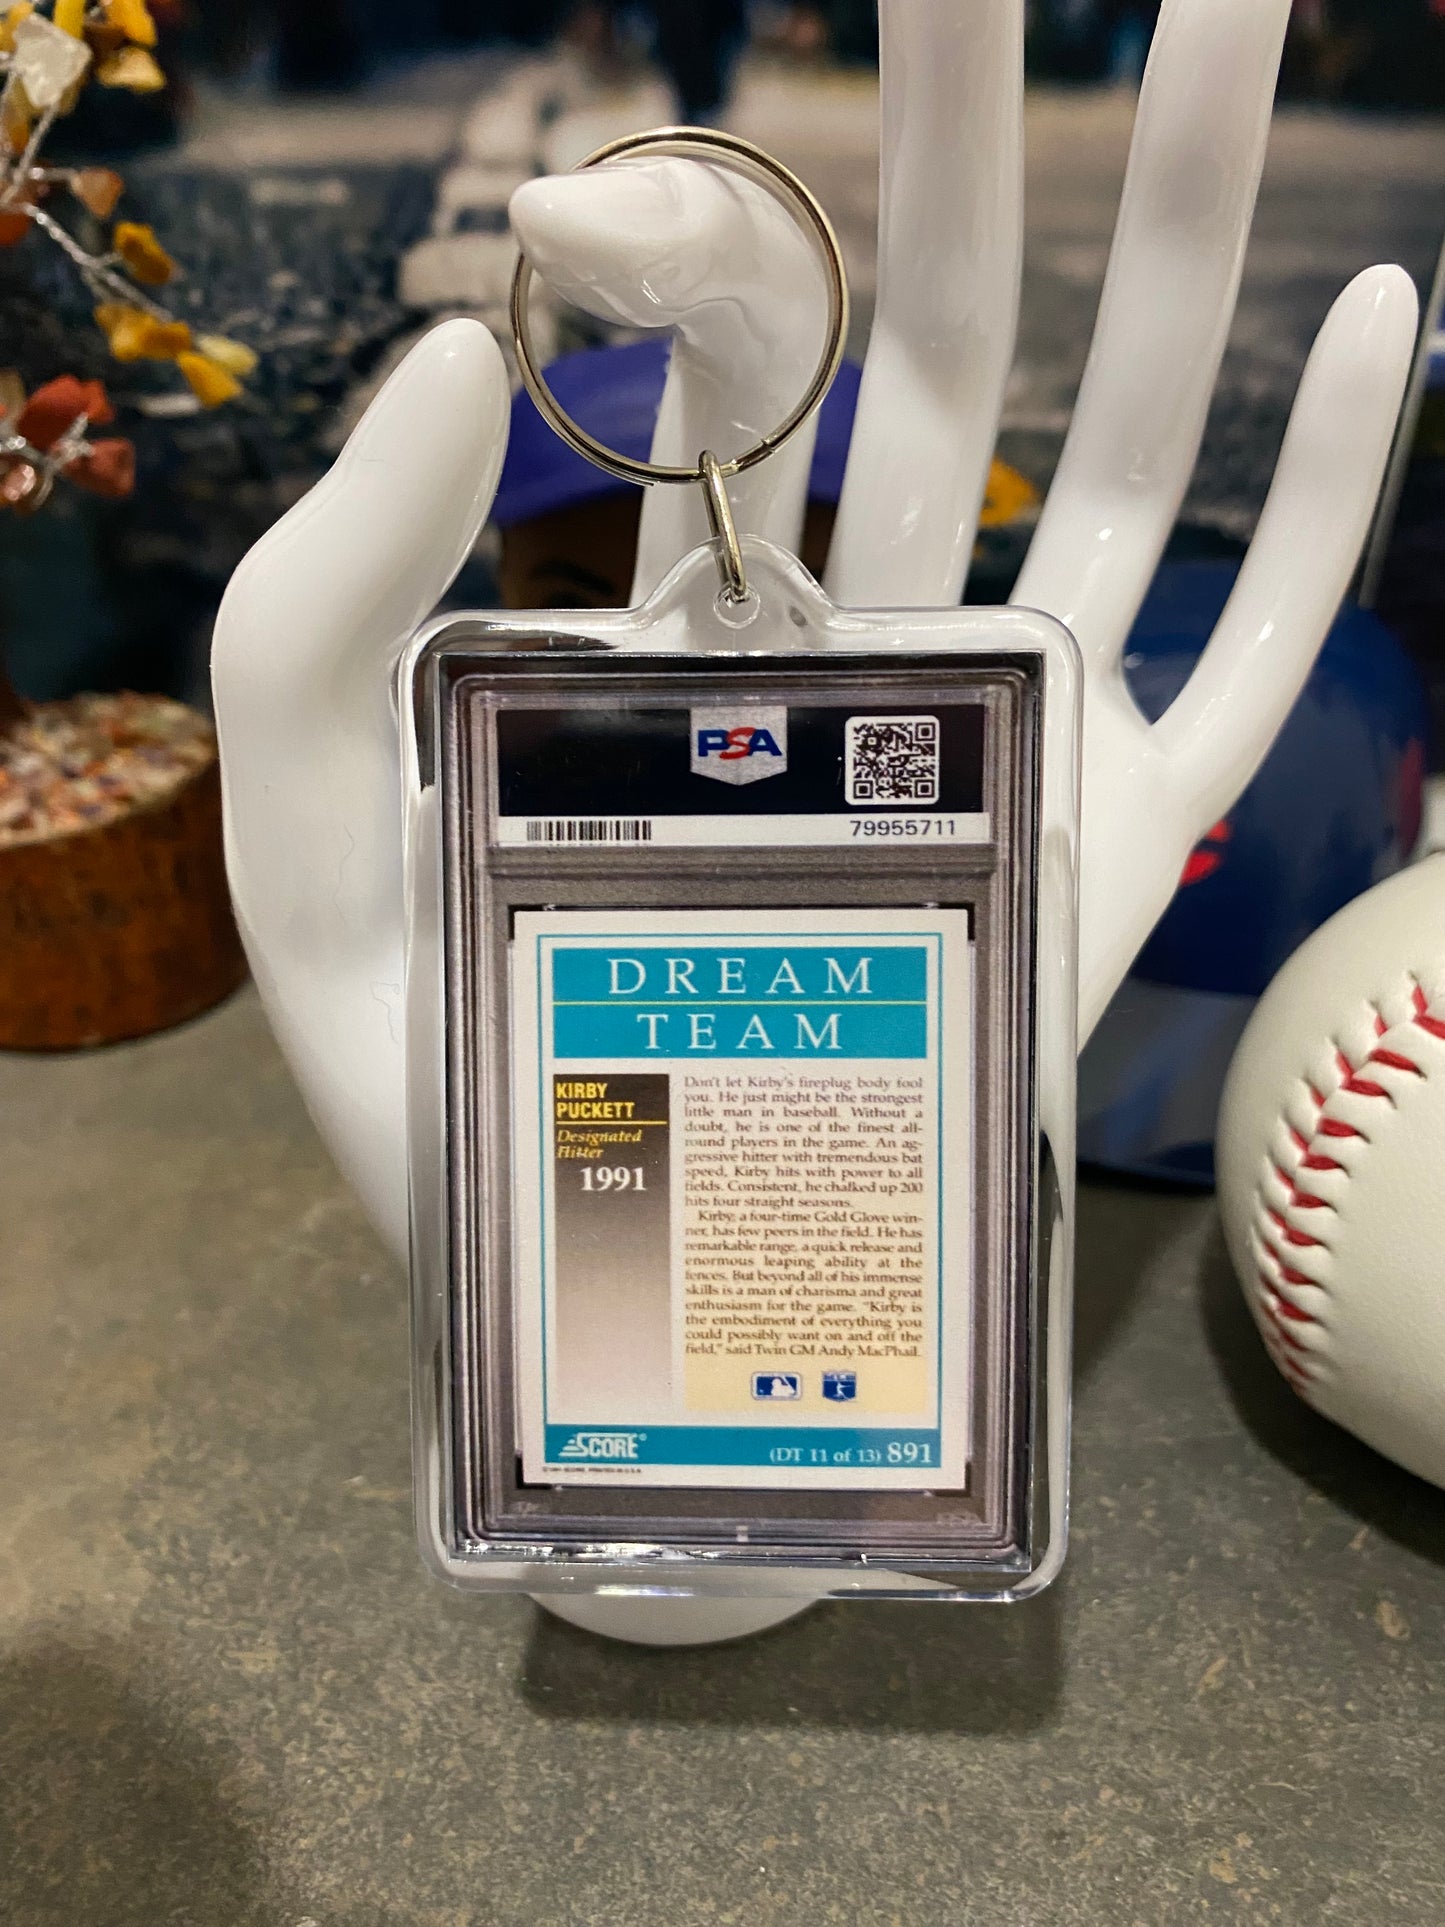 PSA
79955711
DREAM
TEAM
KIRBY
PUCKETT
Designated
Hitter
1991
Don't let Kirby's fireplug body fool
you. He just might be the strongest
little man in baseball. Without a
doubt, he is one of the finest all-
round players in the game. An ag-
gressive hitter with tremendous bat
speed, Kirby hits with power to all
fields. Consistent, he chalked up 200
hits four straight seasons.
Kirby, a four-time Gold Glove win-
ner, has few peers in the field. He has
remarkable range, a quick release and
enormous leaping ability at the
fences. But beyond all of his immense
skills is a man of charisma and great
enthusiasm for the game. "Kirby is
the embodiment of everything you
could possibly want on and off the
field," said Twin GM Andy MacPhail.
SCORE®
(DT 11 of 13) 891